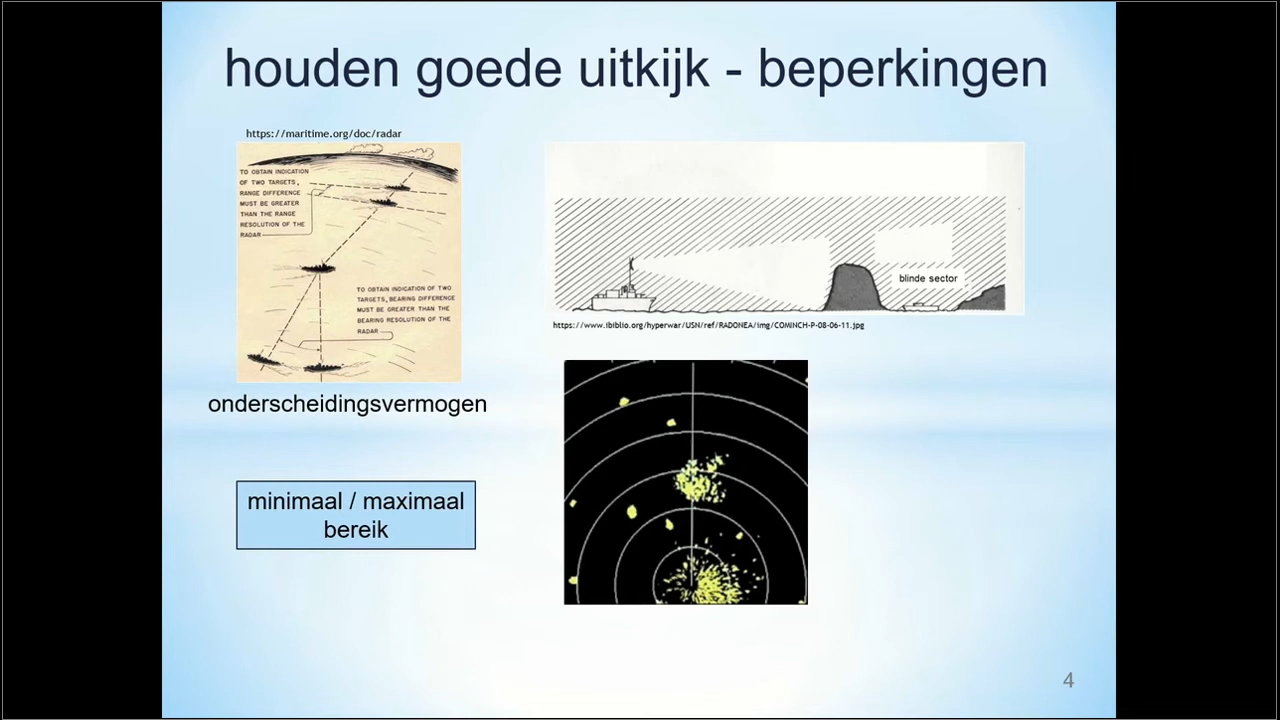 houden goede uitkijk - beperkingen
https://maritime.org/doc/radar
TO OBTAIN INDICATION
OF TWO TARGETS,
RANGE DIFFERENCE
MUST BE GREATER
THAN THE RANGE
RESOLUTION OF THE
RADAR
TO OBTAIN INDICATION OF TWO
TARGETS, BEARING DIFFERENCE
MUST BE GREATER THAN THE
BEARING RESOLUTION OF THE
RADAR
onderscheidingsvermogen
minimaal / maximaal
bereik
blinde sector
https://www.ibiblio.org/hyperwar/USN/ref/RADONEA/img/COMINCH-P-08-06-11.jpg
4